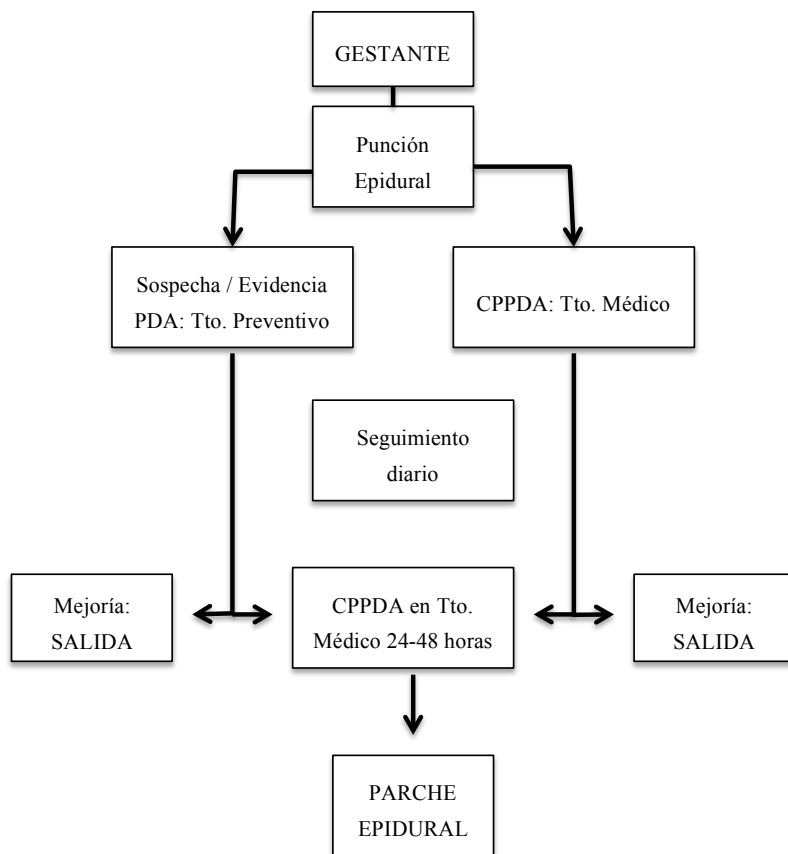 GESTANTE
Punción
Epidural
Sospecha / Evidencia
PDA: Tto. Preventivo
CPPDA: Tto. Médico
Seguimiento
diario
Mejoría:
SALIDA
CPPDA en Tto.
Médico 24-48 horas
Mejoría:
SALIDA
PARCHE
EPIDURAL